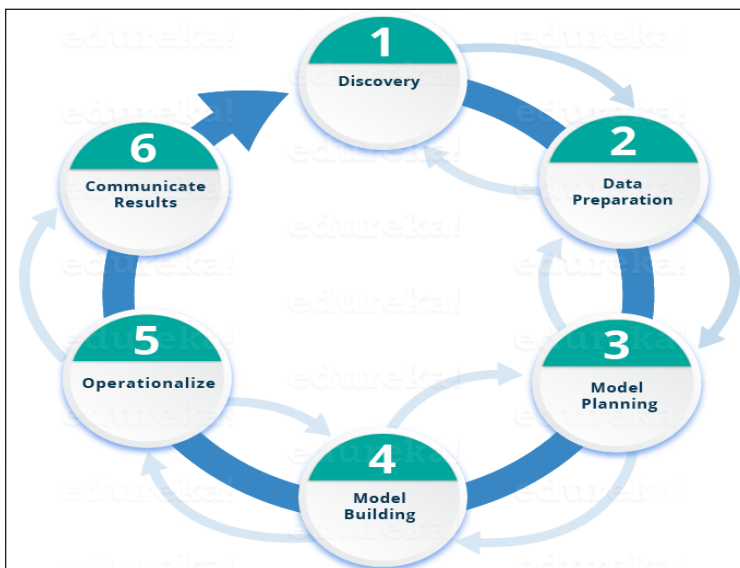 1
Discovery
2
Data
Preparation
3
Model
Planning
4
Model
Building
5
Operationalize
6
Communicate
Results
edureka!